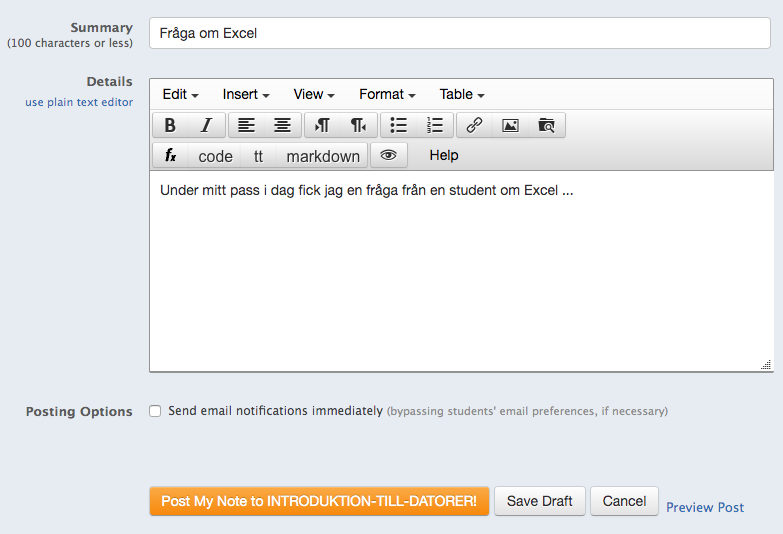 Summary
(100 characters or less)
Fråga om Excel
Details
use plain text editor
Edit Insert View Format Table
B I
fx code tt markdown Help
Under mitt pass i dag fick jag en fråga från en student om Excel ...
Posting Options
Send email notifications immediately (bypassing students' email preferences, if necessary)
Post My Note to INTRODUKTION-TILL-DATORER! Save Draft Cancel Preview Post